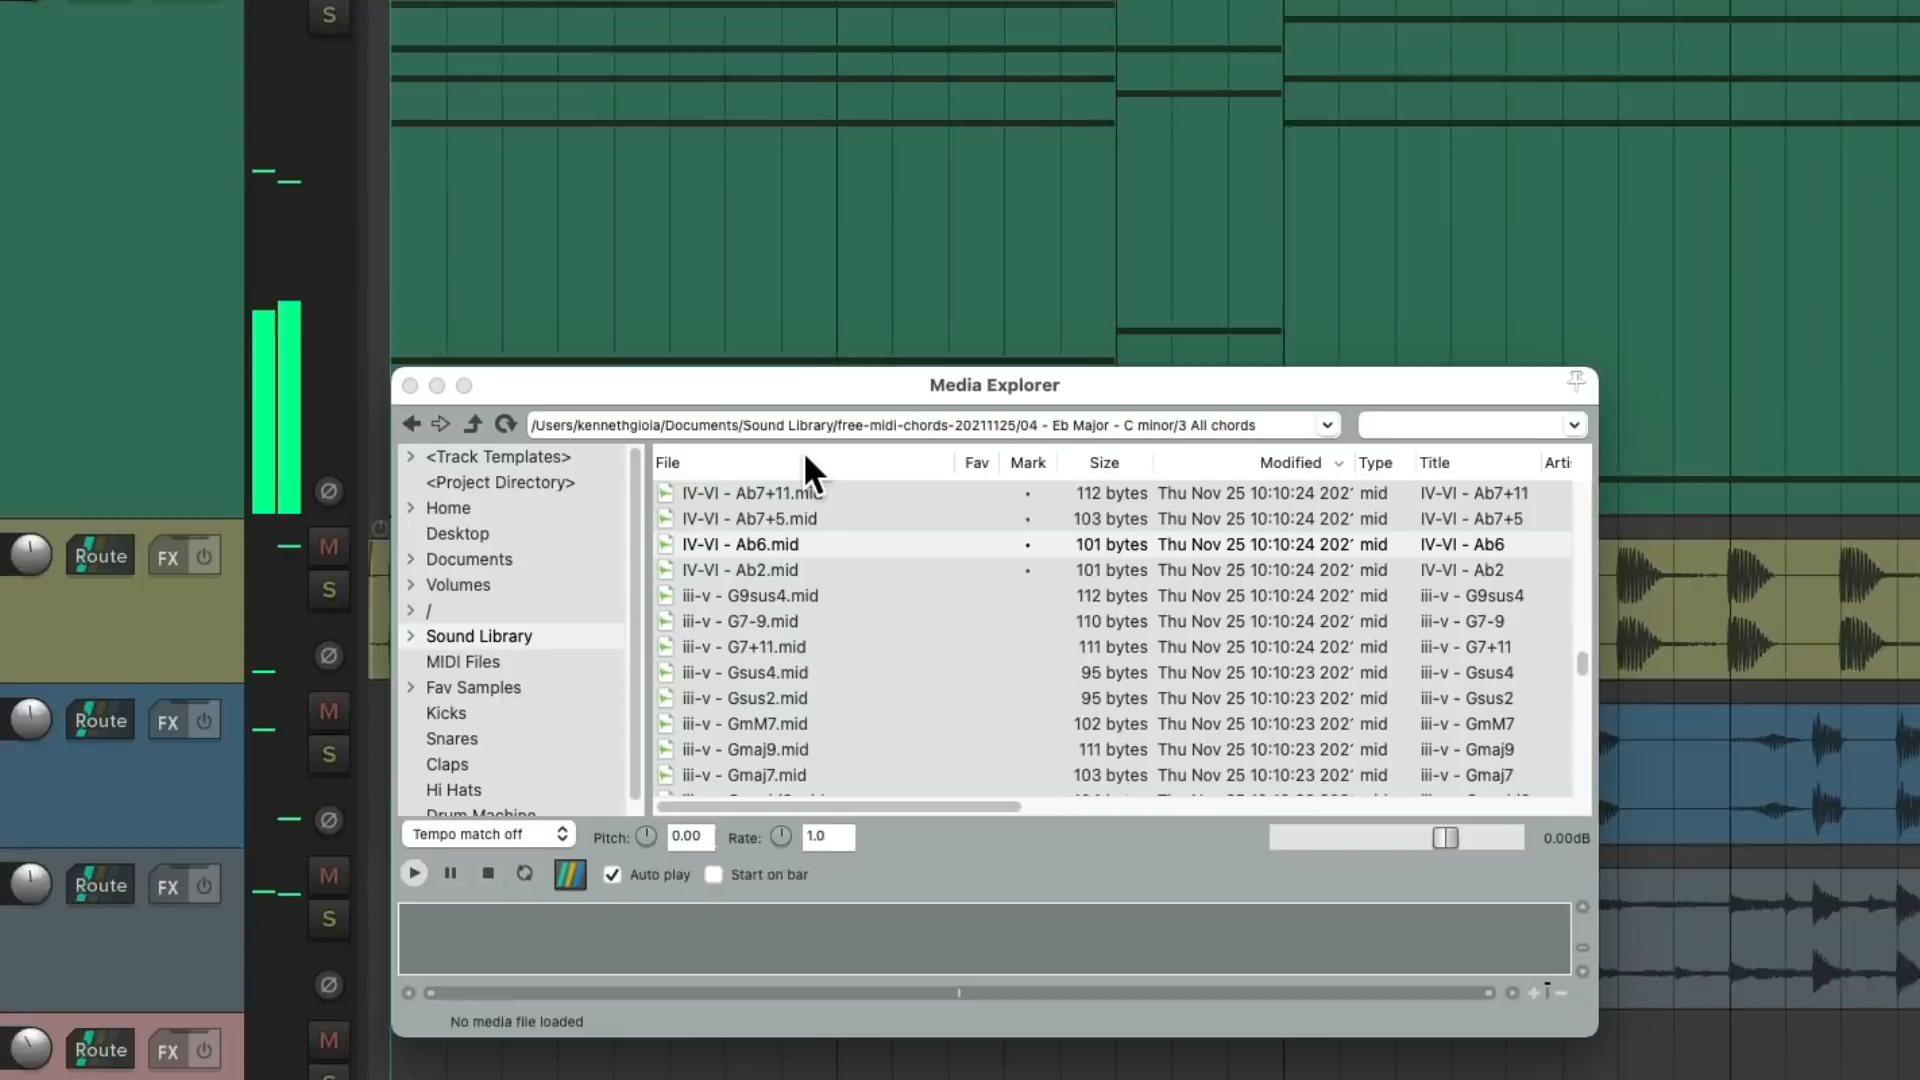 S
Media Explorer
/Users/kennethgioia/Documents/Sound Library/free-midi-chords-20211125/04 - Eb Major - C minor/3 All chords
File Fav Mark Size Modified Type Title Arti
<Track Templates>
<Project Directory>
Home
Desktop
Documents
Volumes
/
Sound Library
MIDI Files
Fav Samples
Kicks
Snares
Claps
Hi Hats
Drum Machine
IV-VI - Ab7+11.mid 112 bytes Thu Nov 25 10:10:24 202 mid IV-VI - Ab7+11
IV-VI - Ab7+5.mid 103 bytes Thu Nov 25 10:10:24 202 mid IV-VI - Ab7+5
IV-VI - Ab6.mid 101 bytes Thu Nov 25 10:10:24 202 mid IV-VI - Ab6
IV-VI - Ab2.mid 101 bytes Thu Nov 25 10:10:24 202 mid IV-VI - Ab2
iii-v - G9sus4.mid 112 bytes Thu Nov 25 10:10:24 202 mid iii-v - G9sus4
iii-v - G7-9.mid 110 bytes Thu Nov 25 10:10:24 202 mid iii-v - G7-9
iii-v - G7+11.mid 111 bytes Thu Nov 25 10:10:24 202 mid iii-v - G7+11
iii-v - Gsus4.mid 95 bytes Thu Nov 25 10:10:23 202 mid iii-v - Gsus4
iii-v - Gsus2.mid 95 bytes Thu Nov 25 10:10:23 202 mid iii-v - Gsus2
iii-v - GmM7.mid 102 bytes Thu Nov 25 10:10:23 202 mid iii-v - GmM7
iii-v - Gmaj9.mid 111 bytes Thu Nov 25 10:10:23 202 mid iii-v - Gmaj9
iii-v - Gmaj7.mid 103 bytes Thu Nov 25 10:10:23 202 mid iii-v - Gmaj7
Tempo match off Pitch: 0.00 Rate: 1.0 0.00dB
Auto play Start on bar
No media file loaded
Route FX M
S
Route FX M
S
Route FX M
S
Route FX M